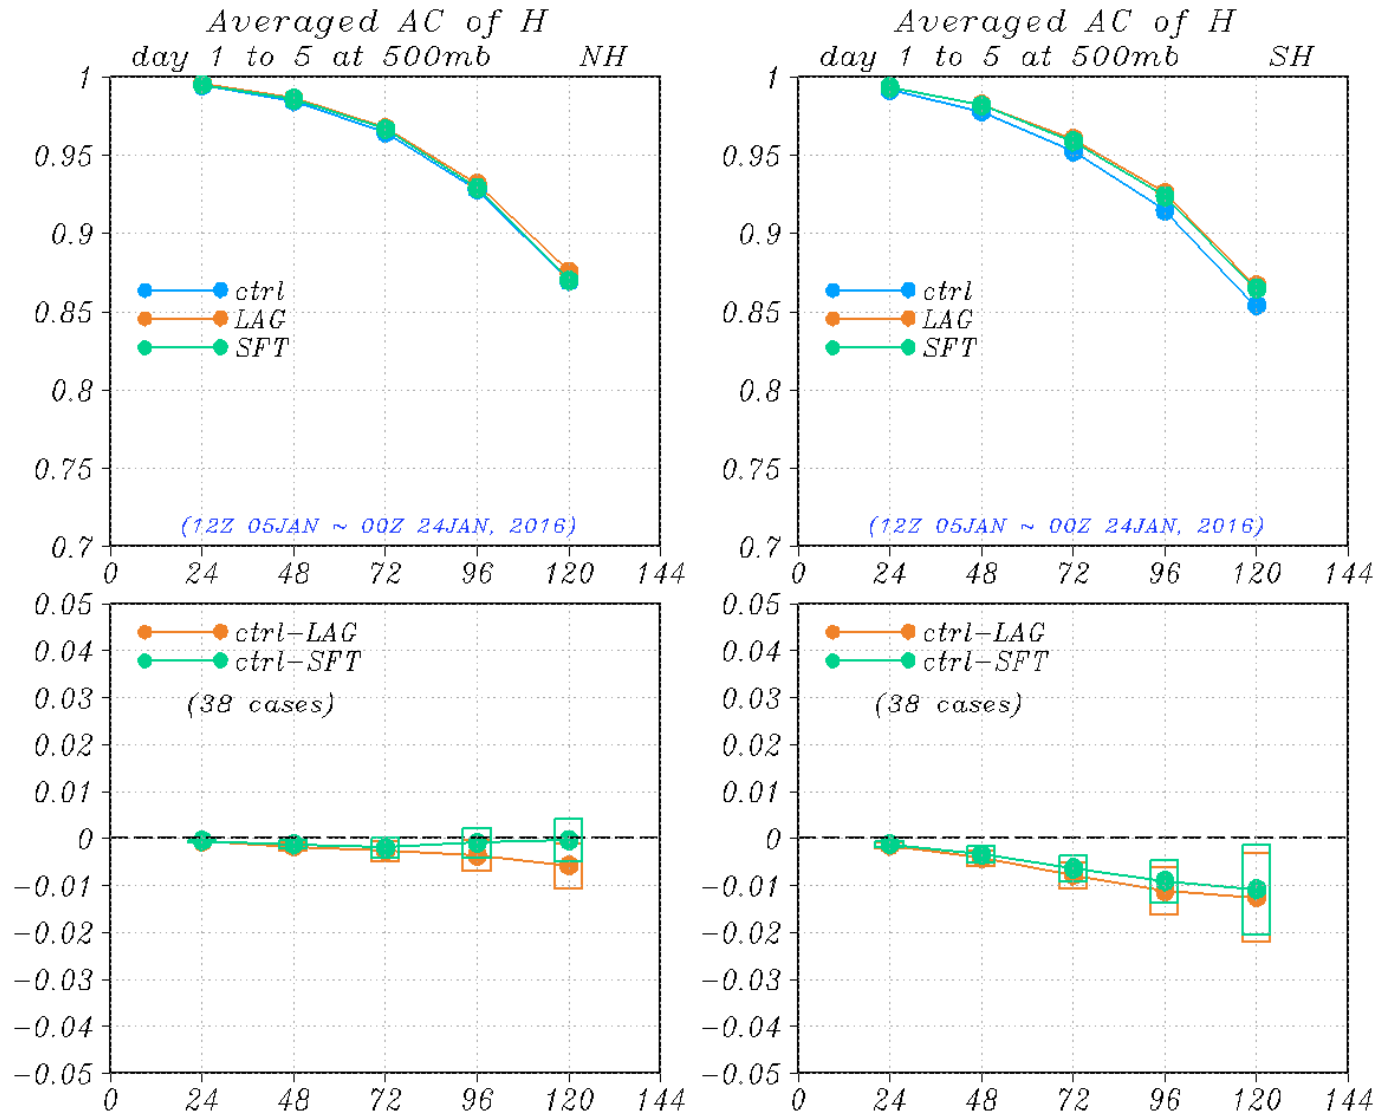 Averaged AC of H
day 1 to 5 at 500mb NH
1
0.95
0.9
0.85
0.8
0.75
0.7
ctrl
LAG
SFT
(12Z 05JAN ~ 00Z 24JAN, 2016)
0 24 48 72 96 120 144
Averaged AC of H
day 1 to 5 at 500mb SH
1
0.95
0.9
0.85
0.8
0.75
0.7
ctrl
LAG
SFT
(12Z 05JAN ~ 00Z 24JAN, 2016)
0 24 48 72 96 120 144
0.05
0.04
0.03
0.02
0.01
0
-0.01
-0.02
-0.03
-0.04
-0.05
ctrl-LAG
ctrl-SFT
(38 cases)
0 24 48 72 96 120 144
0.05
0.04
0.03
0.02
0.01
0
-0.01
-0.02
-0.03
-0.04
-0.05
ctrl-LAG
ctrl-SFT
(38 cases)
0 24 48 72 96 120 144